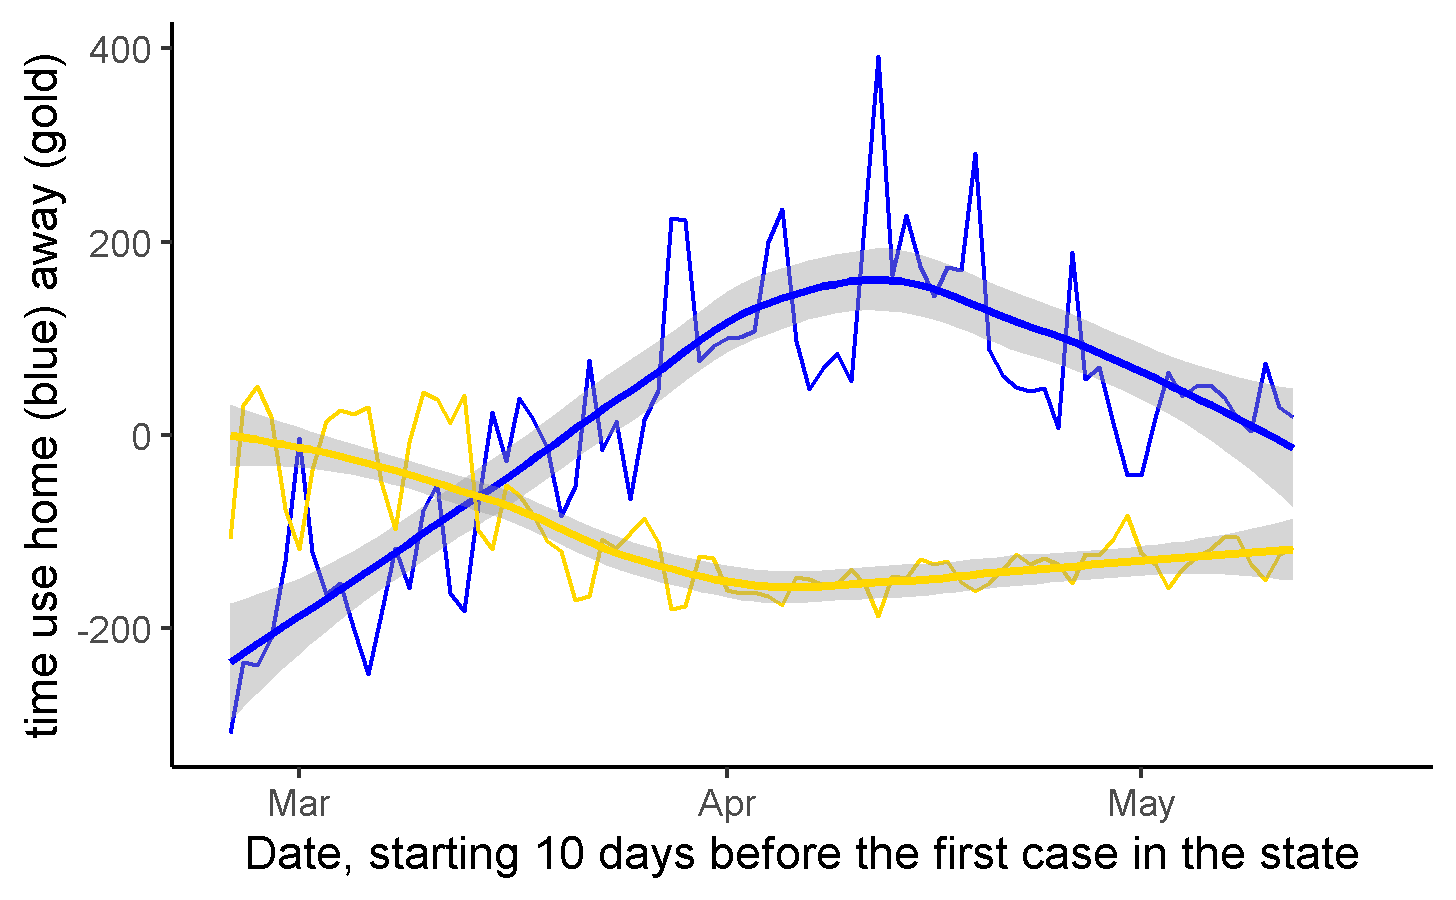 time use home (blue) away (gold)
400
200
0
-200
Mar
Apr
May
Date, starting 10 days before the first case in the state